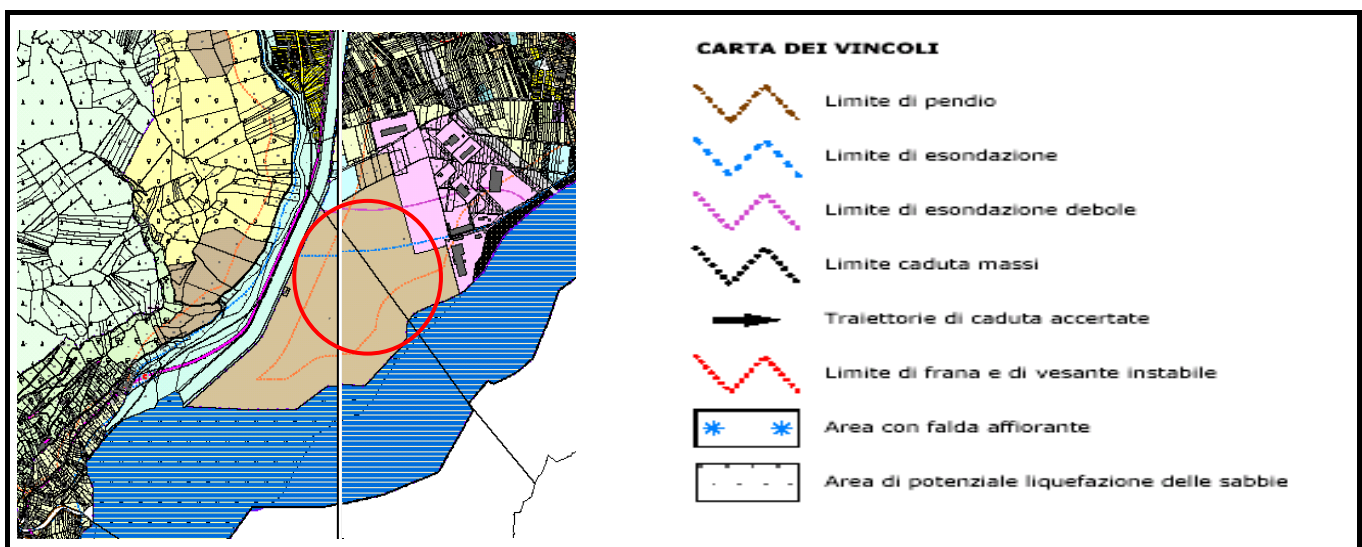 CARTA DEI VINCOLI
Limite di pendio
Limite di esondazione
Limite di esondazione debole
Limite caduta massi
Traiettorie di caduta accertate
Limite di frana e di vesante instabile
Area con falda affiorante
Area di potenziale liquefazione delle sabbie